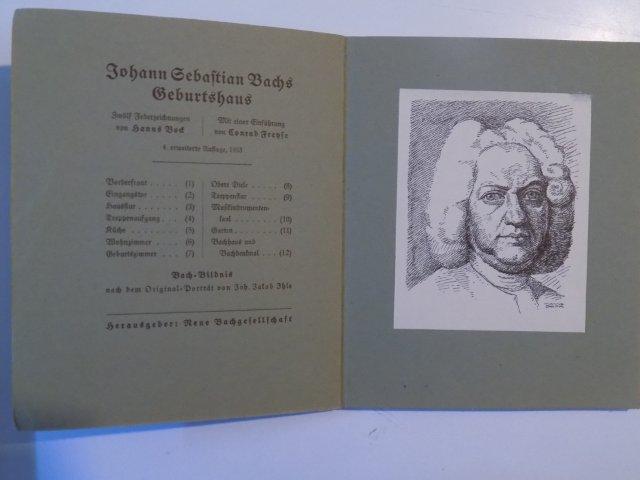 Johann Sebastian Bachs
Geburtshaus
Zwölf Federzeichnungen
von Hanns Bock
Mit einer Einführung
von Conrad Freyse
4. erweiterte Auflage, 1953
Vorderfront . . . . . (1)
Eingangstür . . . . (2)
Hausflur . . . . . . . (3)
Treppenaufgang . . (4)
Küche . . . . . . . . (5)
Wohnzimmer . . . (6)
Geburtszimmer . . (7)
Obere Diele . . . . . (8)
Treppenflur . . . . . (9)
Musikinstrumenten-
saal . . . . . . (10)
Garten . . . . . . . (11)
Bachhaus und
Bachdenkmal . . . (12)
Bach-Bildnis
nach dem Original-Porträt von Joh. Jakob Ihle
Herausgeber: Neue Bachgesellschaft